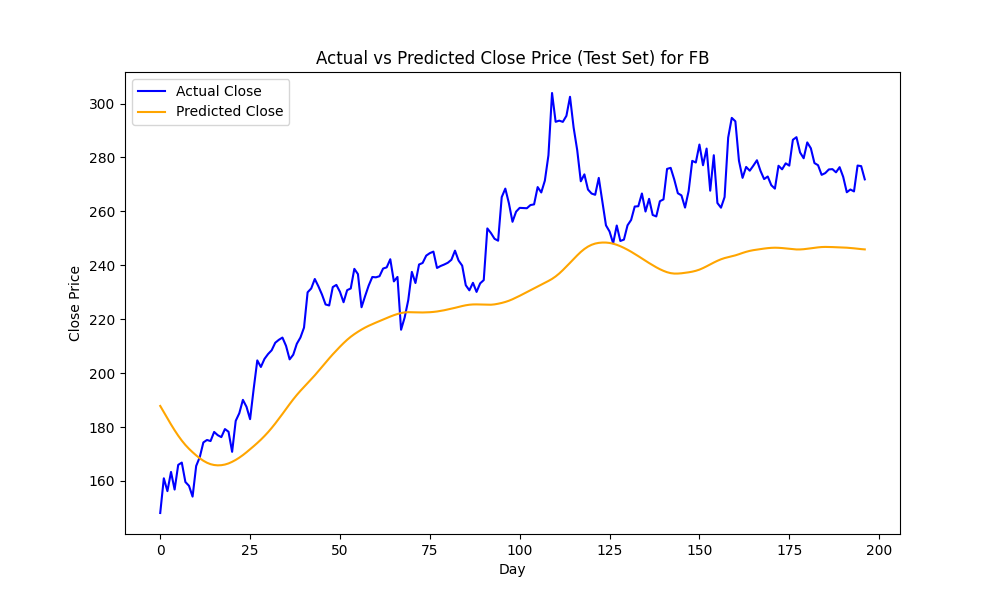 Actual vs Predicted Close Price (Test Set) for FB
Actual Close
Predicted Close
300
280
260
240
220
200
180
160
Close Price
0 25 50 75 100 125 150 175 200
Day